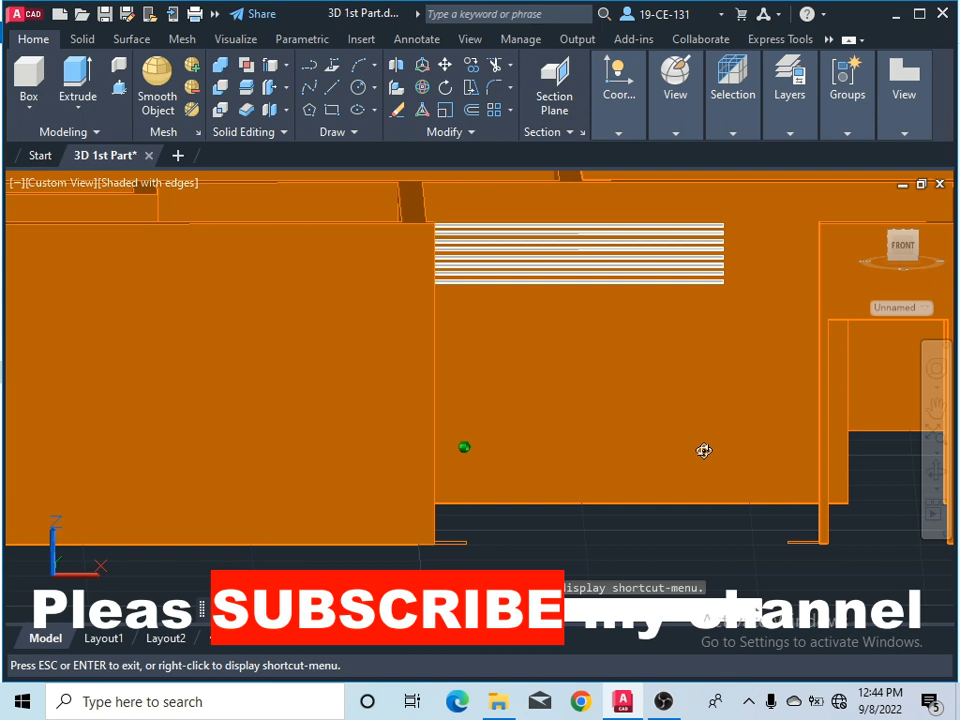 CAD
Share
3D 1st Part.d...
Type a keyword or phrase
19-CE-131
Home Solid Surface Mesh Visualize Parametric Insert Annotate View Manage Output Add-ins Collaborate Express Tools
Box
Extrude
Smooth Object
Section Plane
Coor...
View
Selection
Layers
Groups
View
Modeling
Mesh
Solid Editing
Draw
Modify
Section
Start
3D 1st Part*
[−][Custom View][Shaded with edges]
FRONT
Unnamed
Z
X
display shortcut-menu.
Pleas SUBSCRIBE my channel
Go to Settings to activate Windows.
Model Layout1 Layout2
Press ESC or ENTER to exit, or right-click to display shortcut-menu.
Type here to search
12:44 PM
9/8/2022
5